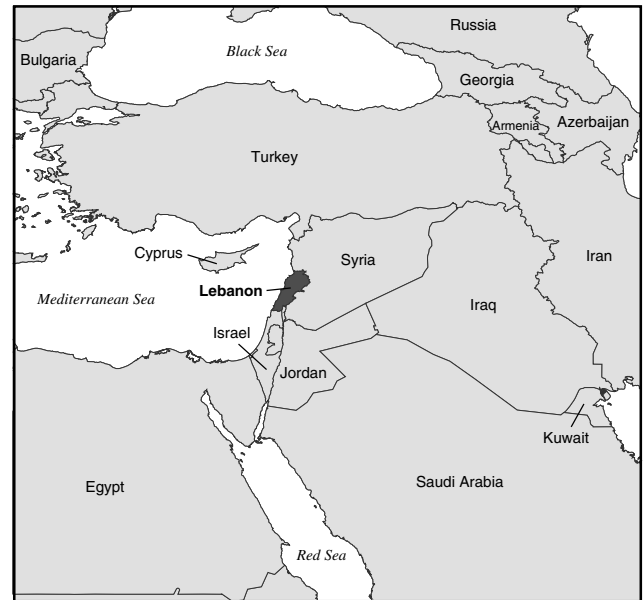 Russia
Black Sea
Bulgaria
Georgia
Armenia
Azerbaijan
Turkey
Cyprus
Syria
Iran
Lebanon
Mediterranean Sea
Iraq
Israel
Jordan
Kuwait
Egypt
Saudi Arabia
Red Sea